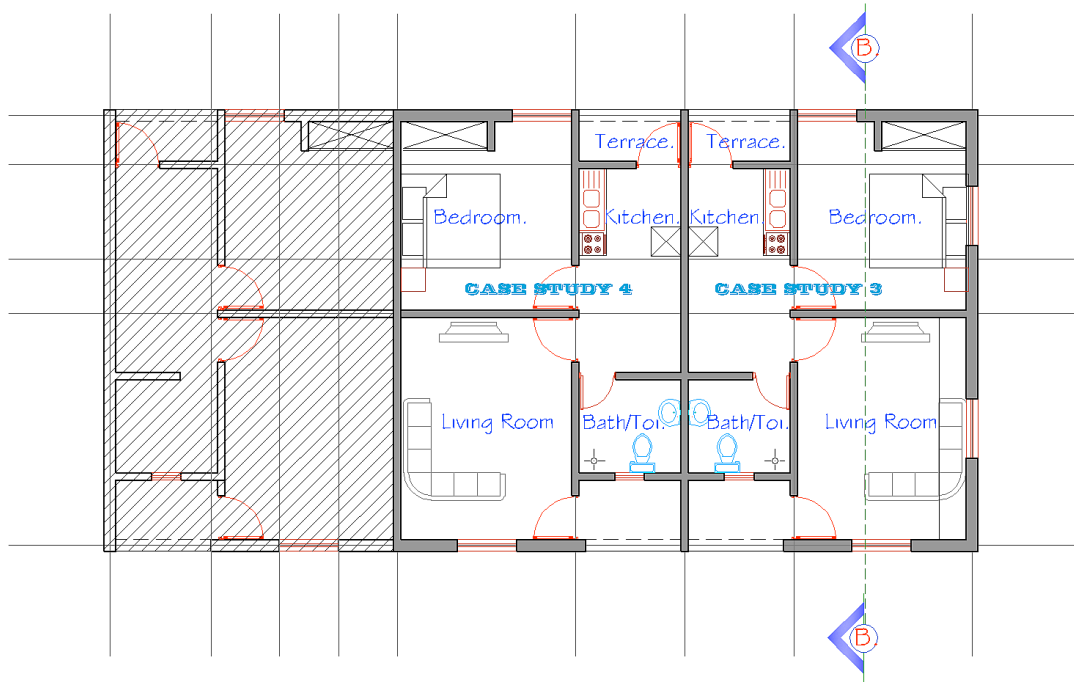 B.
Terrace. Terrace.
Bedroom. Kitchen. Kitchen. Bedroom.
CASE STUDY 4 CASE STUDY 3
Living Room Bath/Toi. Bath/Toi. Living Room
B.